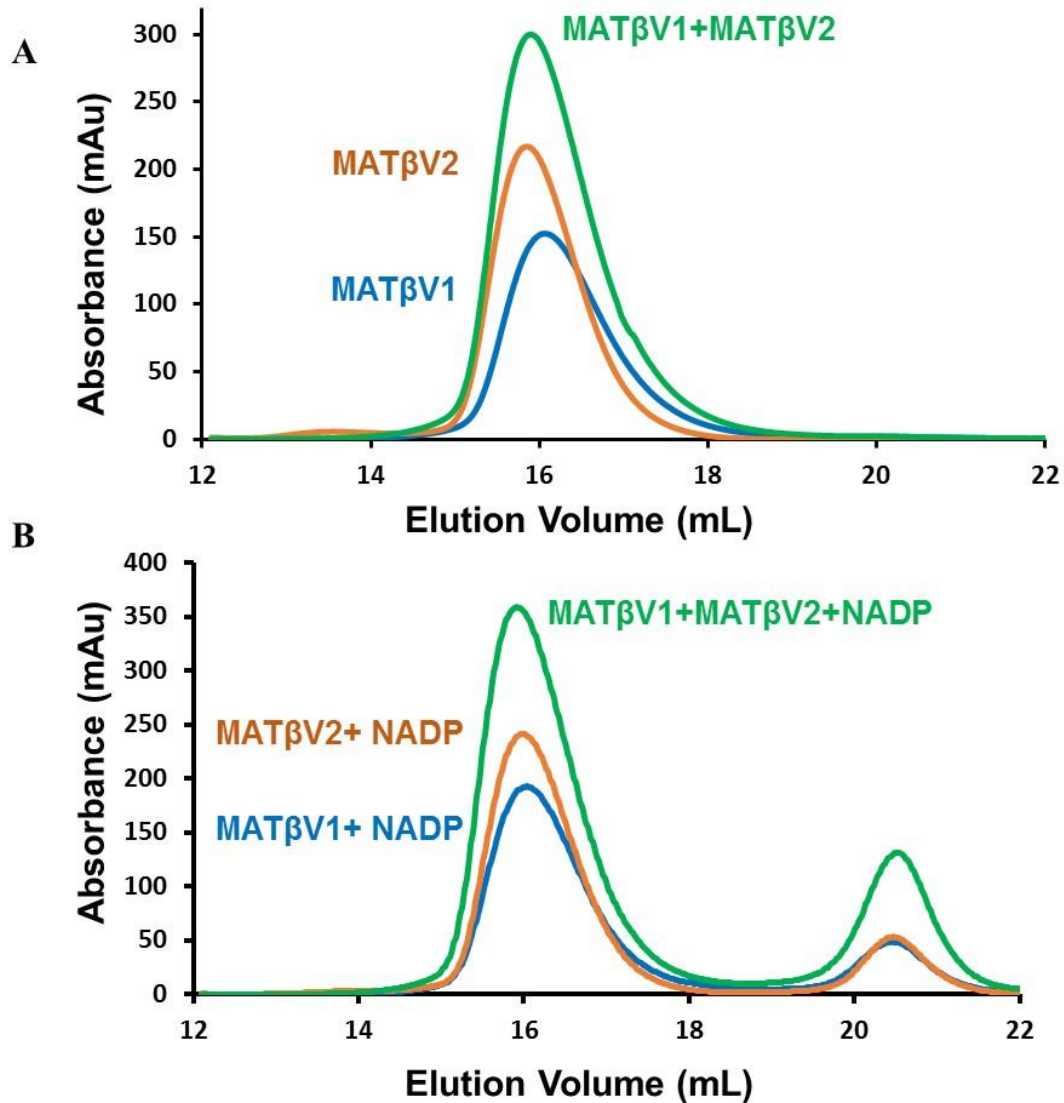 A
Absorbance (mAu)
300
250
200
150
100
50
0
MATβV1+MATβV2
MATβV2
MATβV1
12 14 16 18 20 22
Elution Volume (mL)
B
Absorbance (mAu)
400
350
300
250
200
150
100
50
0
MATβV1+MATβV2+NADP
MATβV2+ NADP
MATβV1+ NADP
12 14 16 18 20 22
Elution Volume (mL)